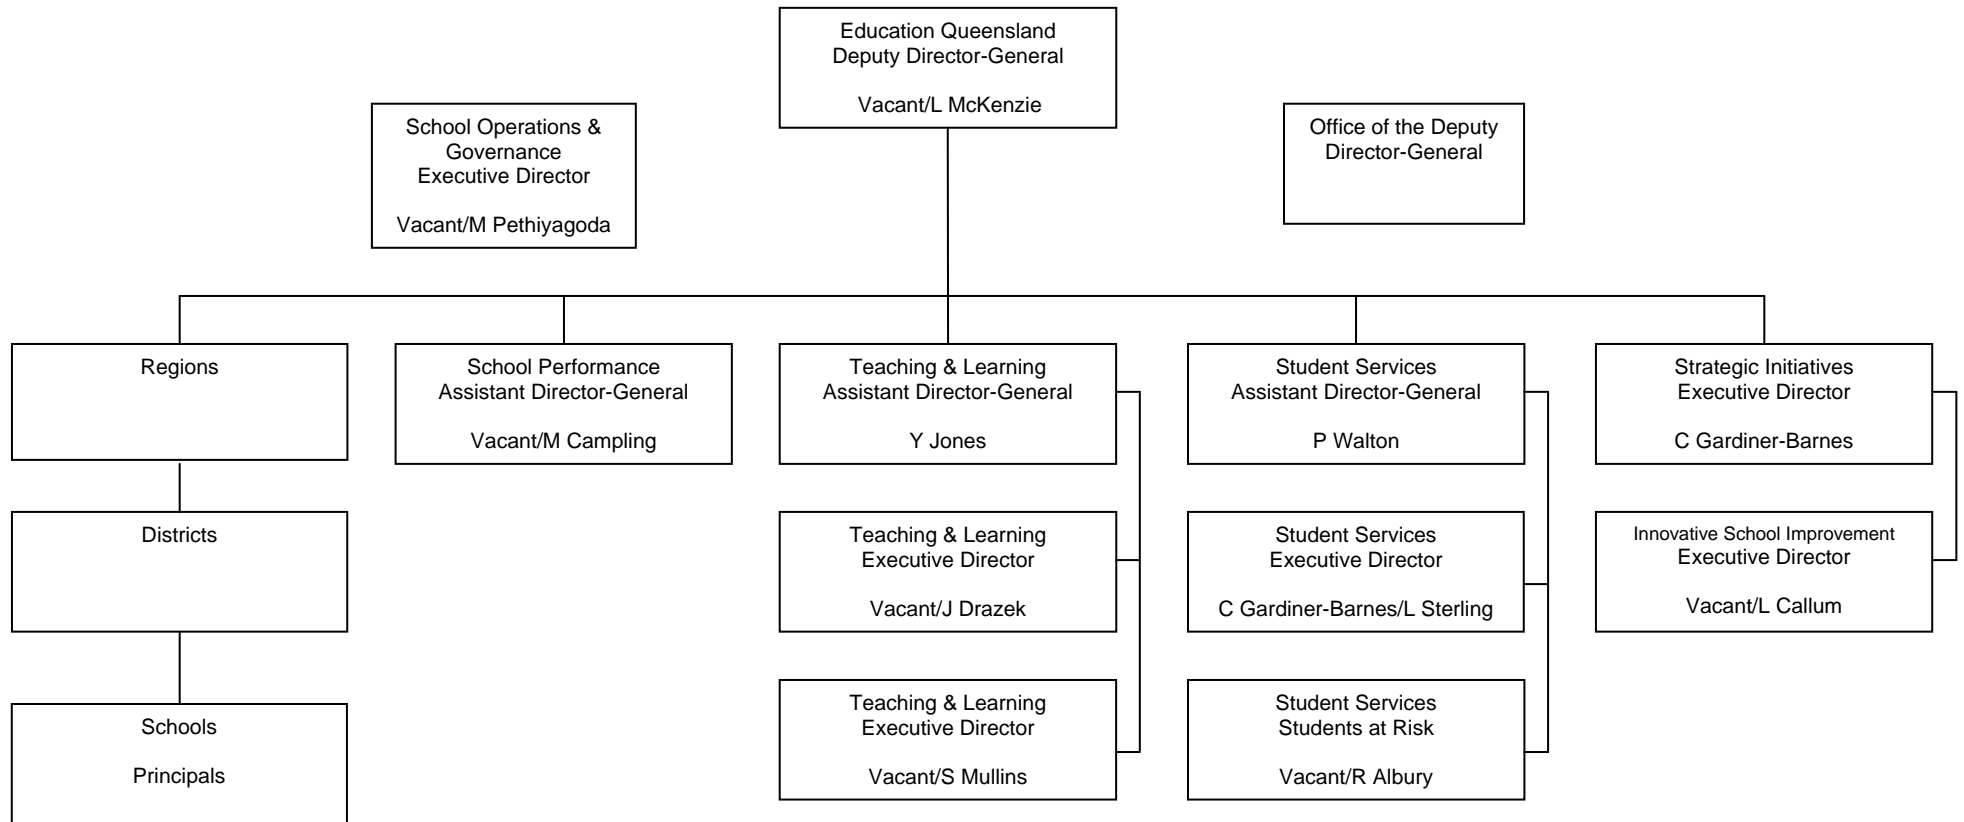 Education Queensland
Deputy Director-General
Vacant/L McKenzie
School Operations &
Governance
Executive Director
Vacant/M Pethiyagoda
Office of the Deputy
Director-General
Regions
School Performance
Assistant Director-General
Vacant/M Campling
Teaching & Learning
Assistant Director-General
Y Jones
Student Services
Assistant Director-General
P Walton
Strategic Initiatives
Executive Director
C Gardiner-Barnes
Districts
Teaching & Learning
Executive Director
Vacant/J Drazek
Student Services
Executive Director
C Gardiner-Barnes/L Sterling
Innovative School Improvement
Executive Director
Vacant/L Callum
Schools
Principals
Teaching & Learning
Executive Director
Vacant/S Mullins
Student Services
Students at Risk
Vacant/R Albury